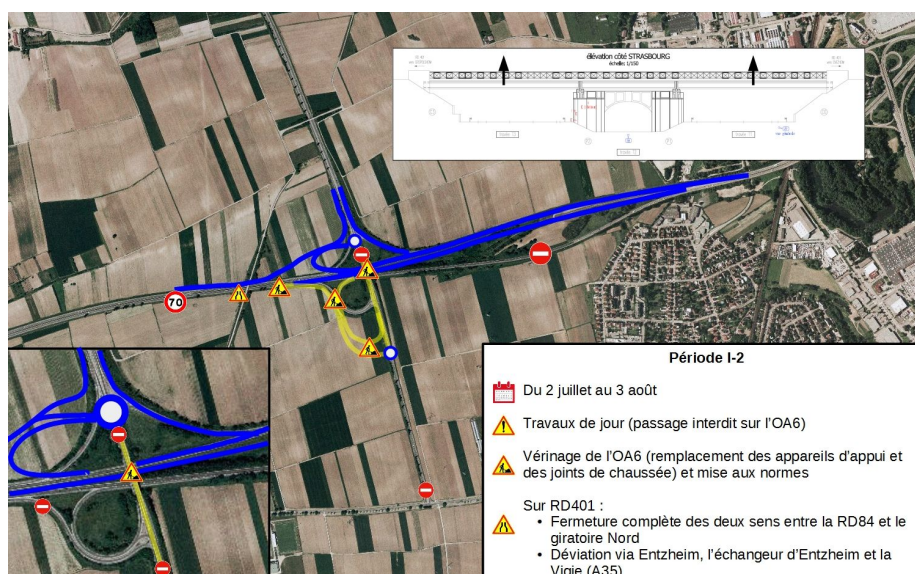 élévation côté STRASBOURG
échelle: 1/150
70
Période I-2
Du 2 juillet au 3 août
Travaux de jour (passage interdit sur l'OA6)
Vérinage de l'OA6 (remplacement des appareils d'appui et
des joints de chaussée) et mise aux normes
Sur RD401 :
• Fermeture complète des deux sens entre la RD84 et le
giratoire Nord
• Déviation via Entzheim, l'échangeur d'Entzheim et la
Vigie (A35)